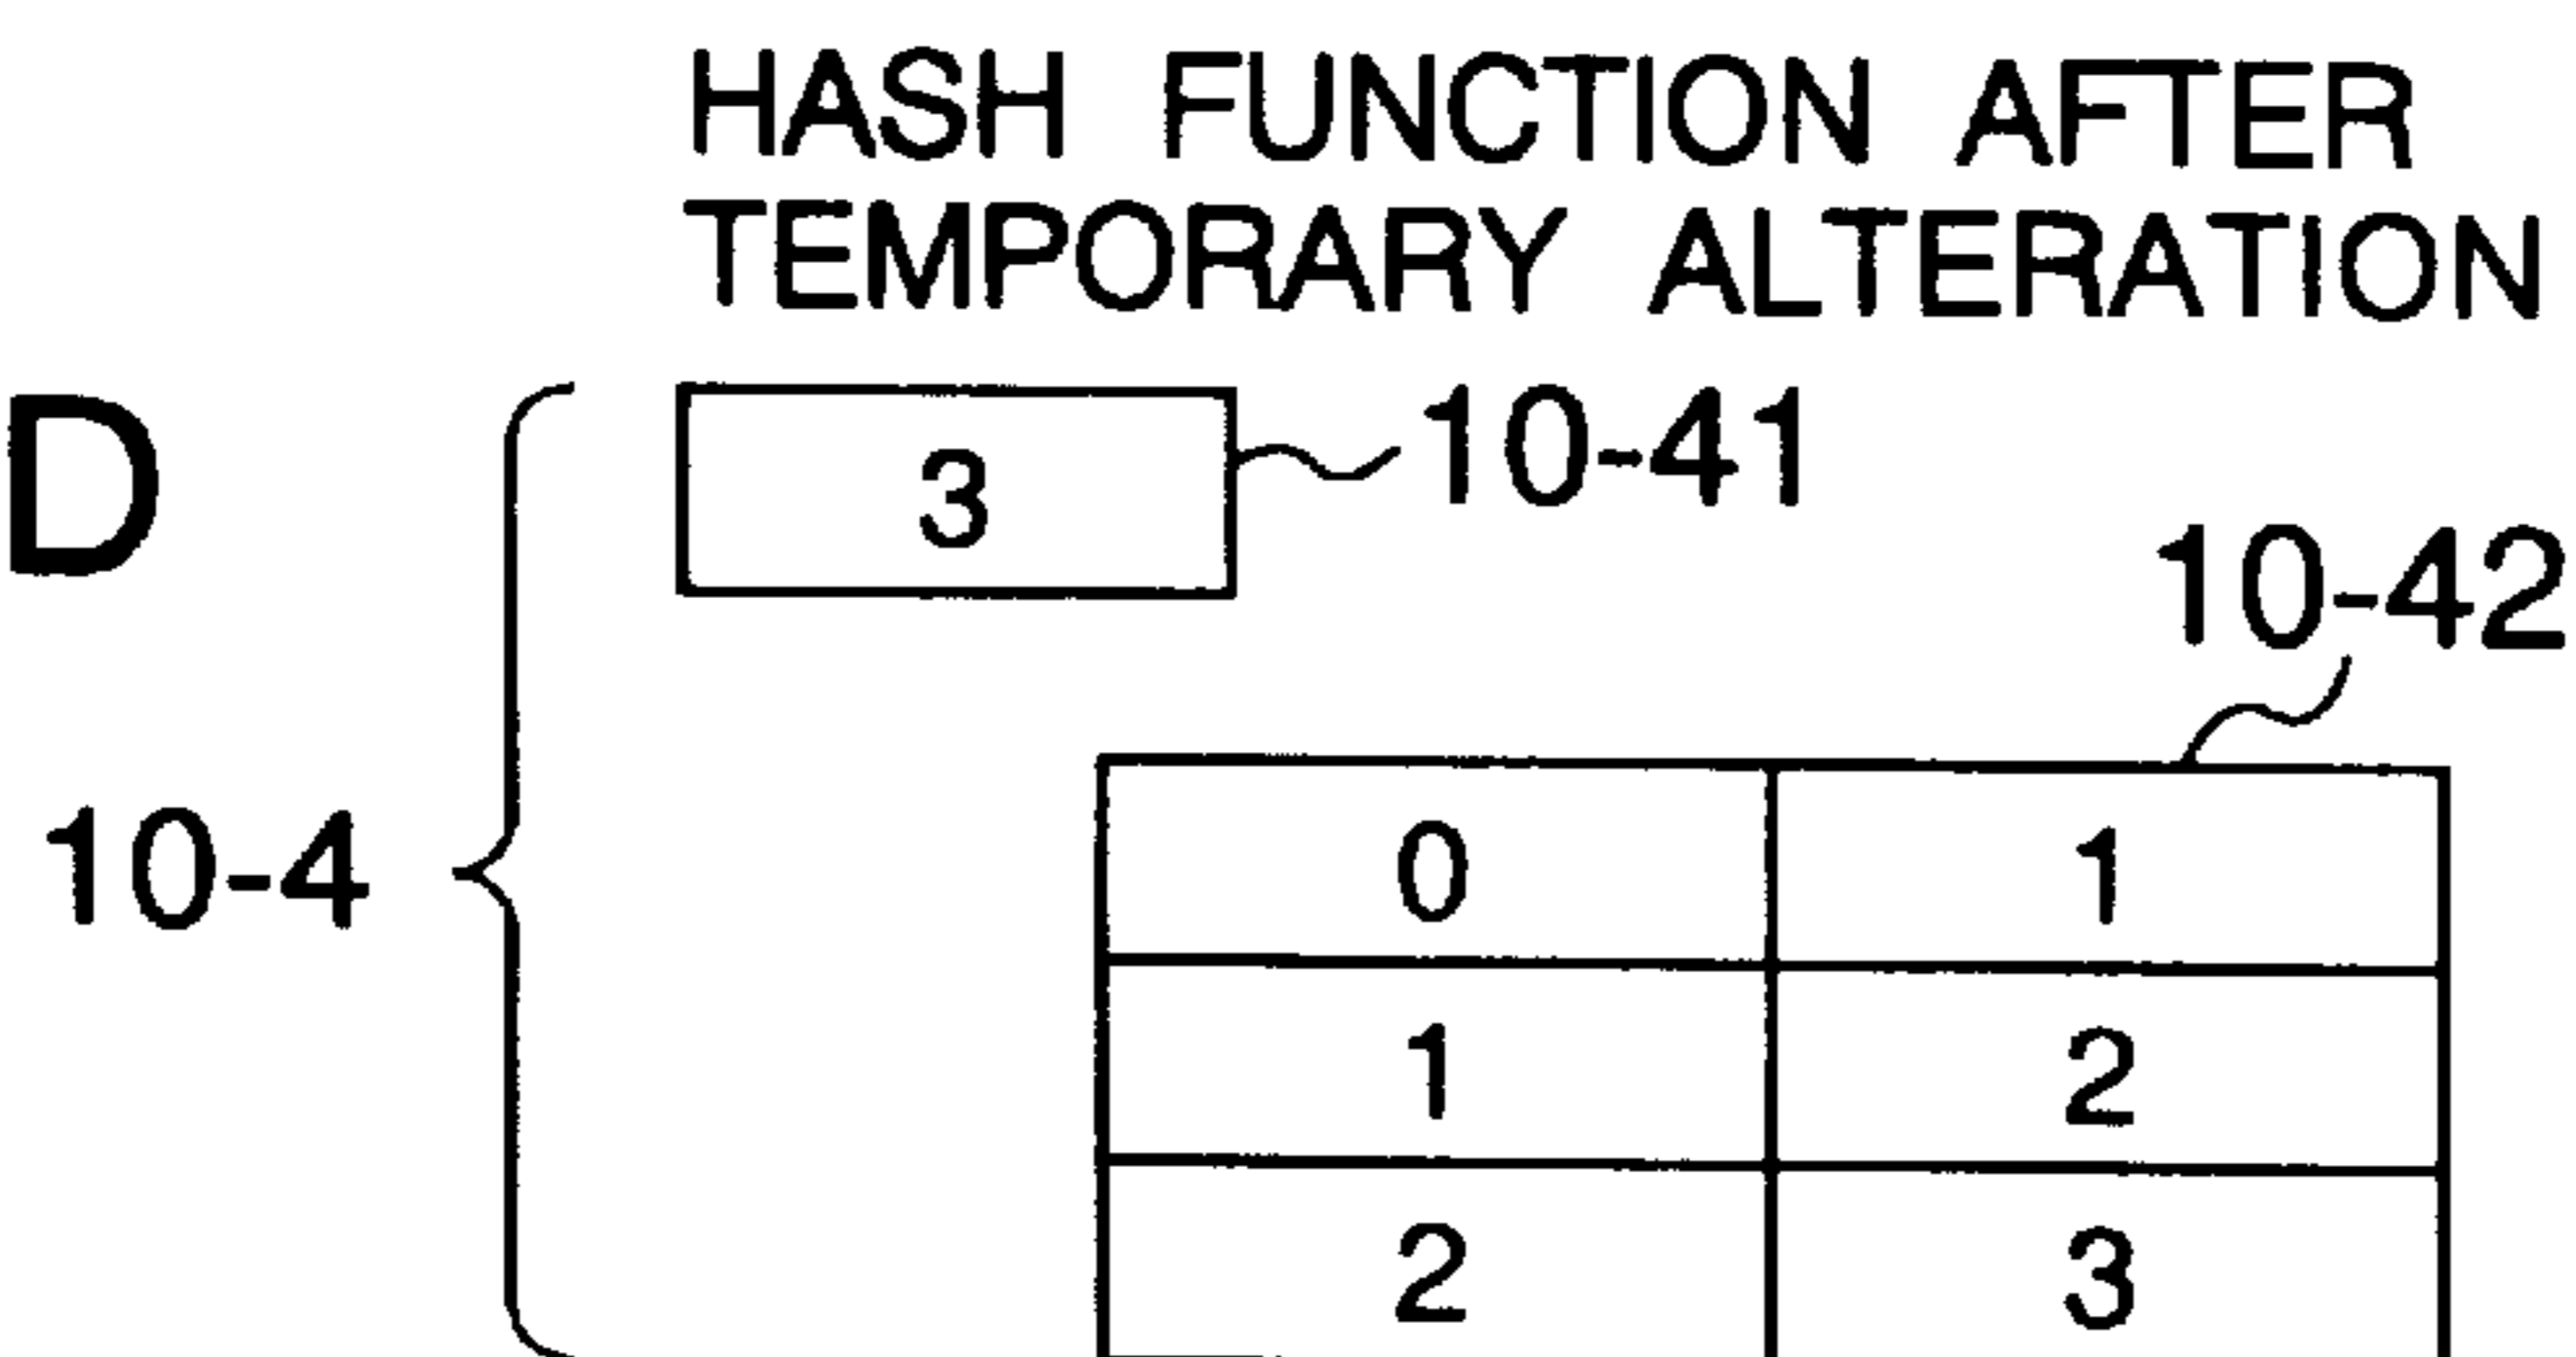 HASH FUNCTION AFTER
TEMPORARY ALTERATION
D
3
10-41
10-42
10-4
0 1
1 2
2 3